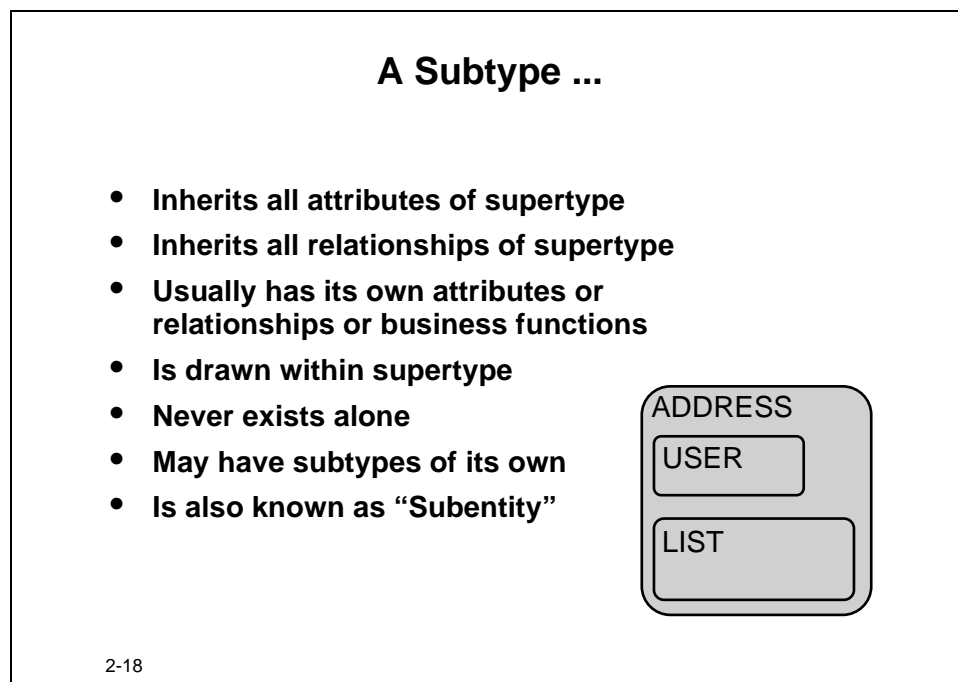 A Subtype ...
• Inherits all attributes of supertype
• Inherits all relationships of supertype
• Usually has its own attributes or
relationships or business functions
• Is drawn within supertype
• Never exists alone
• May have subtypes of its own
• Is also known as “Subentity”
ADDRESS
USER
LIST
2-18